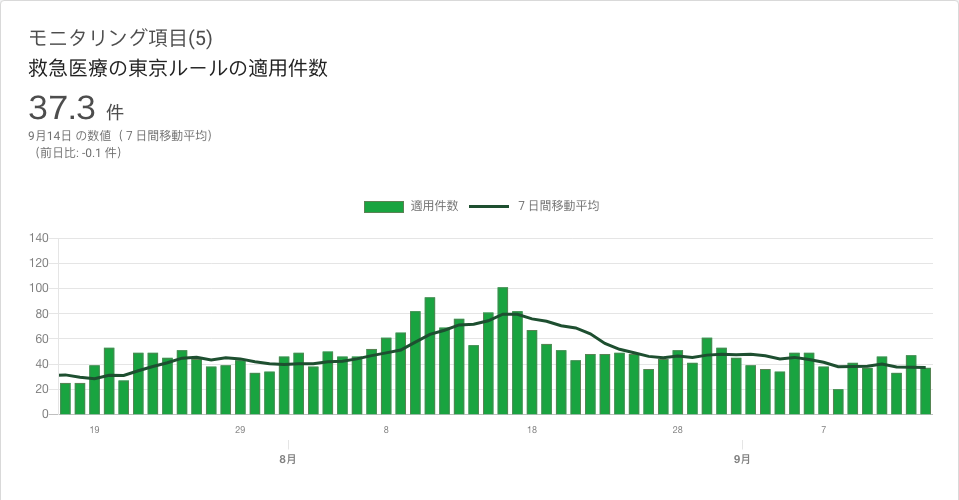 モニタリング項目(5)
救急医療の東京ルールの適用件数
37.3 件
9月14日 の数値（７日間移動平均）
（前日比: -0.1 件）
適用件数 ７日間移動平均
140
120
100
80
60
40
20
0
19 29 8 18 28 7
8月 9月